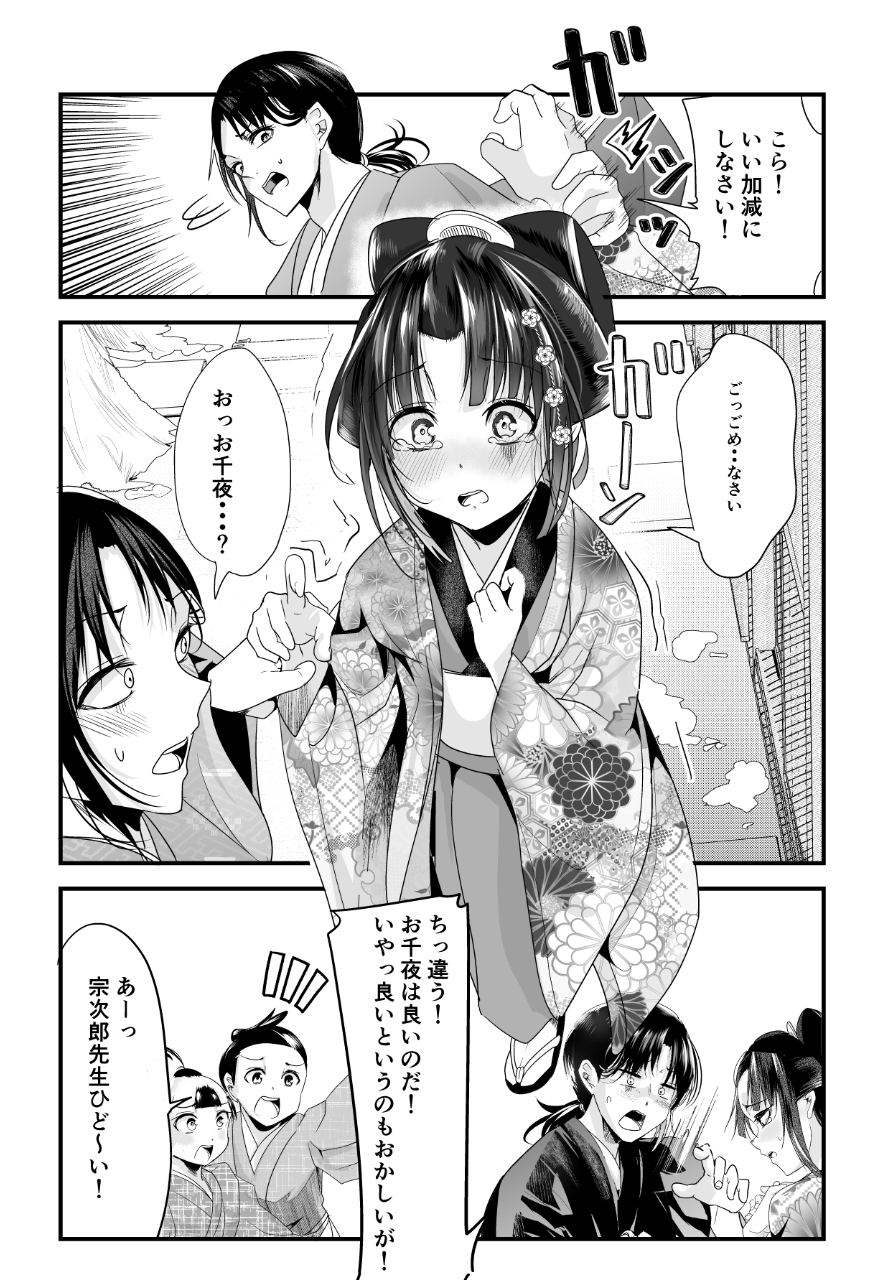 ガッ
こら！
いい加減に
しなさい！
ガーン
ごっごめ・・なさい
おっお千夜・・・？
ちっ違う！
お千夜は良いのだ！
いやっ良いというのもおかしいが！
あーっ
宗次郎先生ひど〜い！